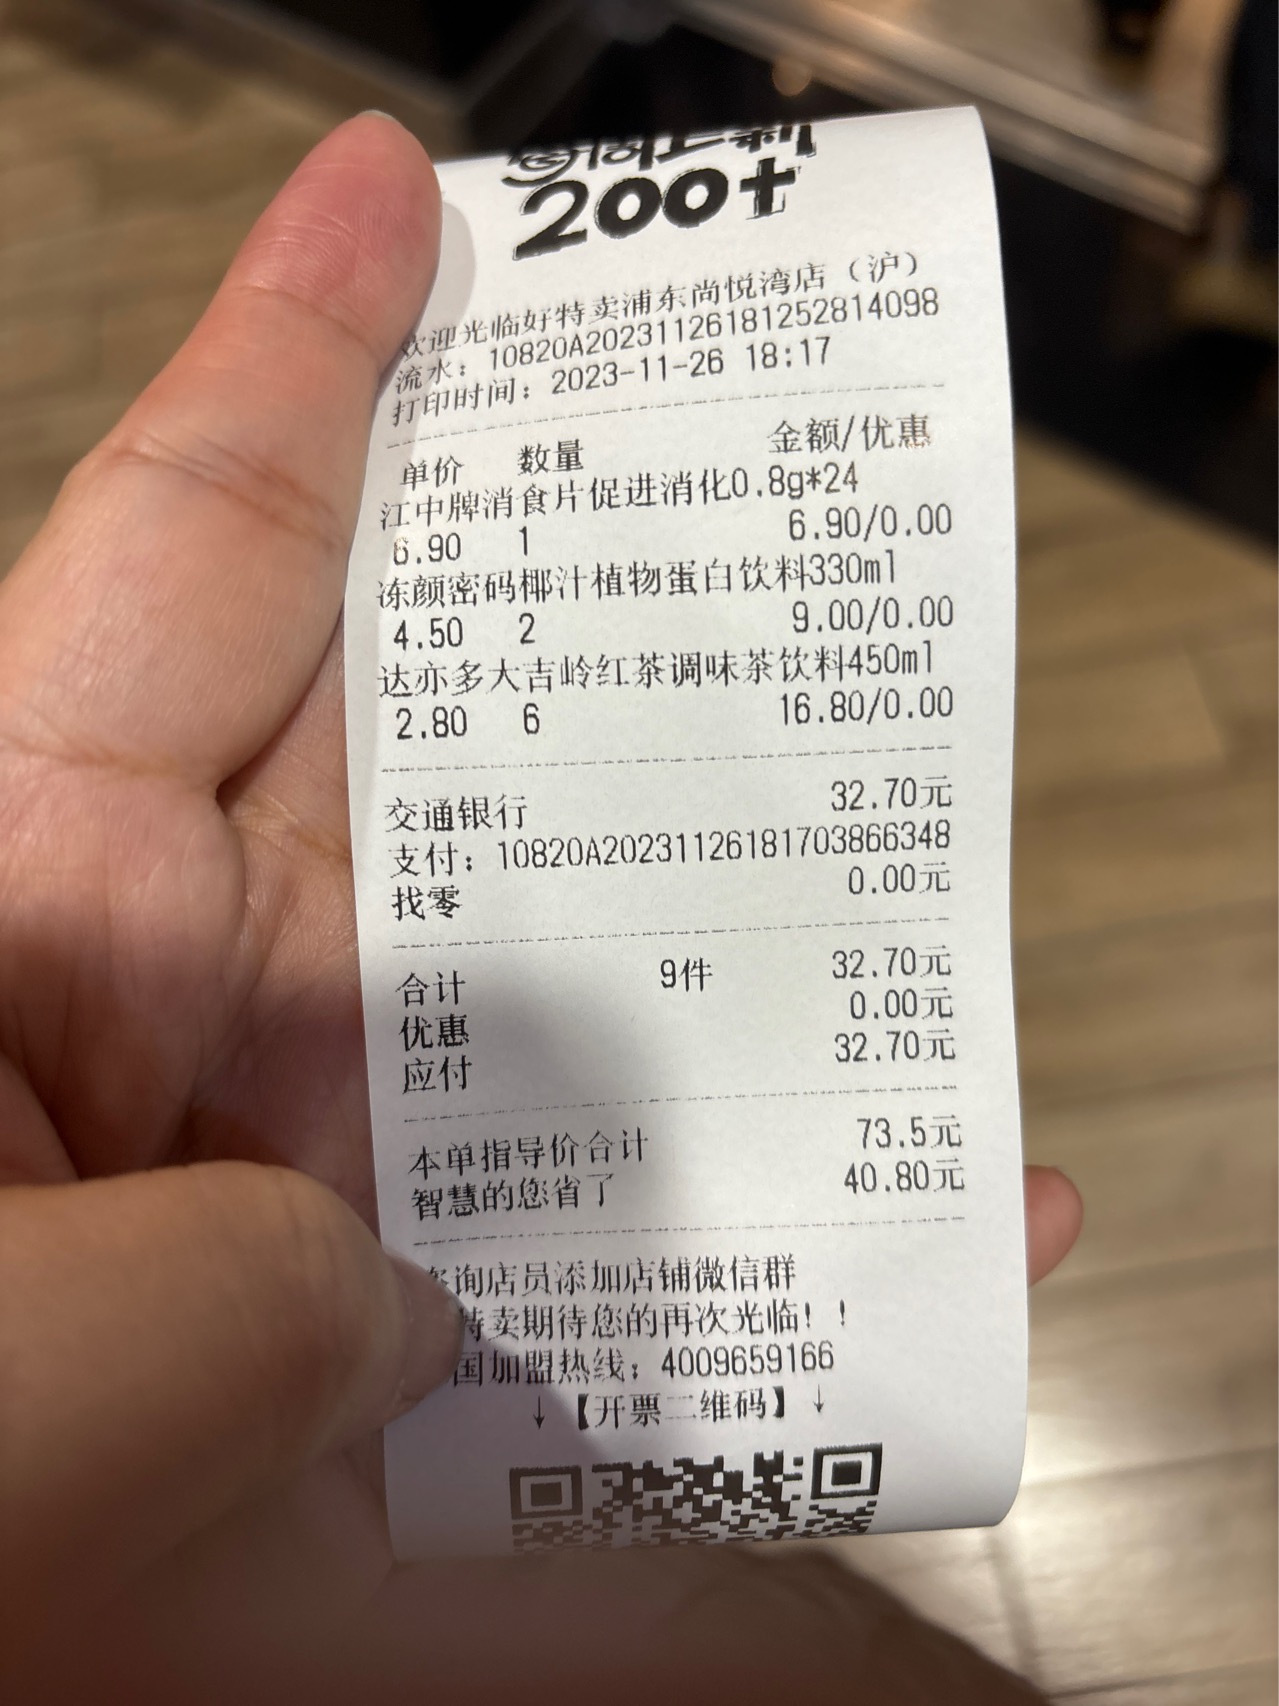 周周上新
200+
欢迎光临好特卖浦东尚悦湾店（沪）
流水：10820A20231126181252814098
打印时间：2023-11-26 18:17
单价 数量 金额/优惠
江中牌消食片促进消化0.8g*24
6.90 1 6.90/0.00
冻颜密码椰汁植物蛋白饮料330ml
4.50 2 9.00/0.00
达亦多大吉岭红茶调味茶饮料450ml
2.80 6 16.80/0.00
交通银行 32.70元
支付：10820A20231126181703866348
找零 0.00元
合计 9件 32.70元
优惠 0.00元
应付 32.70元
本单指导价合计 73.5元
智慧的您省了 40.80元
询店员添加店铺微信群
特卖期待您的再次光临！！
国加盟热线：4009659166
↓【开票二维码】↓